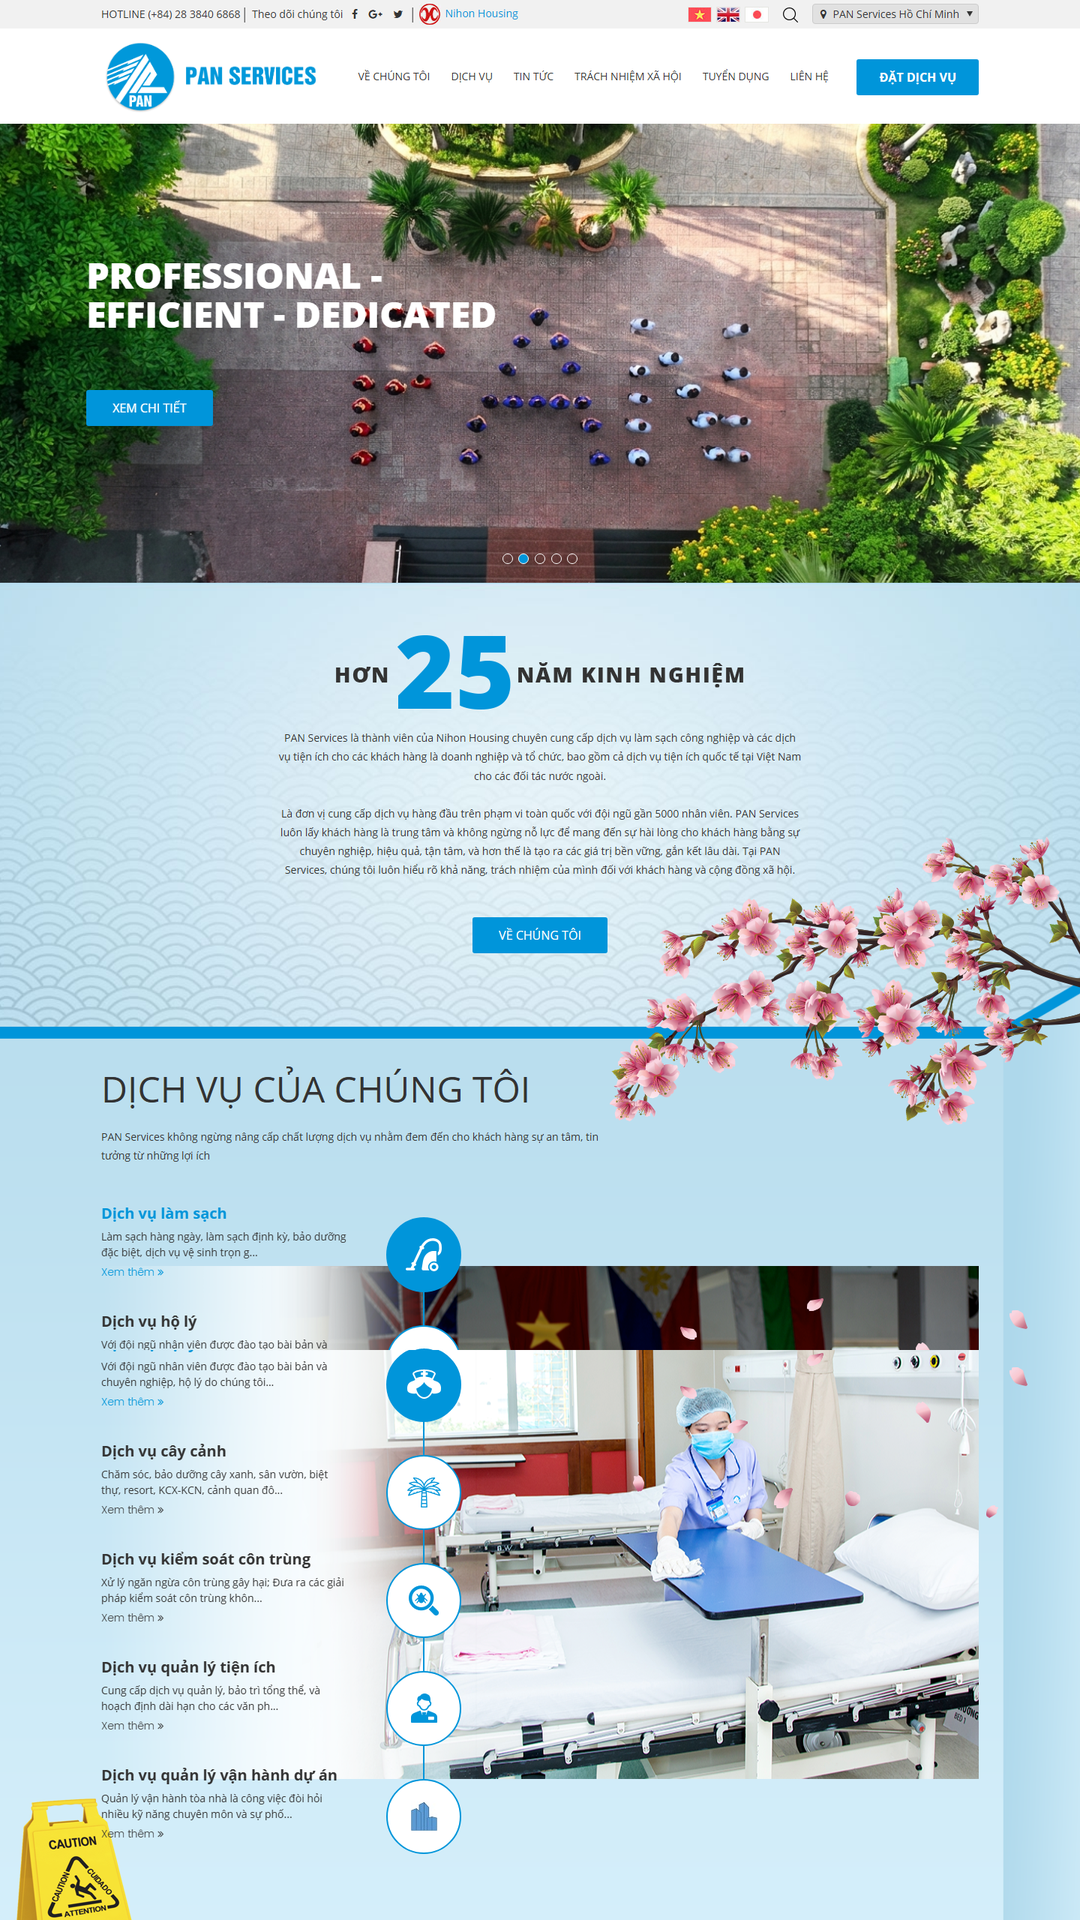 HOTLINE (+84) 28 3840 6868 | Theo dõi chúng tôi
Nihon Housing
PAN Services Hồ Chí Minh
PAN
PAN SERVICES
VỀ CHÚNG TÔI
DỊCH VỤ
TIN TỨC
TRÁCH NHIỆM XÃ HỘI
TUYỂN DỤNG
LIÊN HỆ
ĐẶT DỊCH VỤ
PROFESSIONAL -
EFFICIENT - DEDICATED
XEM CHI TIẾT
HƠN 25 NĂM KINH NGHIỆM
PAN Services là thành viên của Nihon Housing chuyên cung cấp dịch vụ làm sạch công nghiệp và các dịch
vụ tiện ích cho các khách hàng là doanh nghiệp và tổ chức, bao gồm cả dịch vụ tiện ích quốc tế tại Việt Nam
cho các đối tác nước ngoài.
Là đơn vị cung cấp dịch vụ hàng đầu trên phạm vi toàn quốc với đội ngũ gần 5000 nhân viên. PAN Services
luôn lấy khách hàng là trung tâm và không ngừng nỗ lực để mang đến sự hài lòng cho khách hàng bằng sự
chuyên nghiệp, hiệu quả, tận tâm, và hơn thế là tạo ra các giá trị bền vững, gắn kết lâu dài. Tại PAN
Services, chúng tôi luôn hiểu rõ khả năng, trách nhiệm của mình đối với khách hàng và cộng đồng xã hội.
VỀ CHÚNG TÔI
DỊCH VỤ CỦA CHÚNG TÔI
PAN Services không ngừng nâng cấp chất lượng dịch vụ nhằm đem đến cho khách hàng sự an tâm, tin
tưởng từ những lợi ích
Dịch vụ làm sạch
Làm sạch hàng ngày, làm sạch định kỳ, bảo dưỡng
đặc biệt, dịch vụ vệ sinh trọn g...
Xem thêm »
Dịch vụ hộ lý
Với đội ngũ nhân viên được đào tạo bài bản và
Với đội ngũ nhân viên được đào tạo bài bản và
chuyên nghiệp, hộ lý do chúng tôi...
Xem thêm »
Dịch vụ cây cảnh
Chăm sóc, bảo dưỡng cây xanh, sân vườn, biệt
thự, resort, KCX-KCN, cảnh quan đô...
Xem thêm »
Dịch vụ kiểm soát côn trùng
Xử lý ngăn ngừa côn trùng gây hại; Đưa ra các giải
pháp kiểm soát côn trùng khôn...
Xem thêm »
Dịch vụ quản lý tiện ích
Cung cấp dịch vụ quản lý, bảo trì tổng thể, và
hoạch định dài hạn cho các văn ph...
Xem thêm »
Dịch vụ quản lý vận hành dự án
Quản lý vận hành tòa nhà là công việc đòi hỏi
nhiều kỹ năng chuyên môn và sự phố...
Xem thêm »
CAUTION
CAUTION
CUIDADO
ATTENTION
BED 1